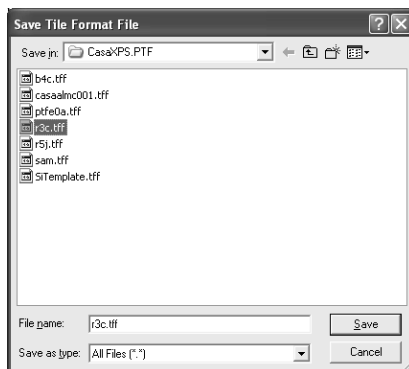 Save Tile Format File
Save in: CasaXPS.PTF
b4c.tff
casaalmc001.tff
ptfe0a.tff
r3c.tff
r5j.tff
sam.tff
SiTemplate.tff
File name: r3c.tff Save
Save as type: All Files (*.*) Cancel